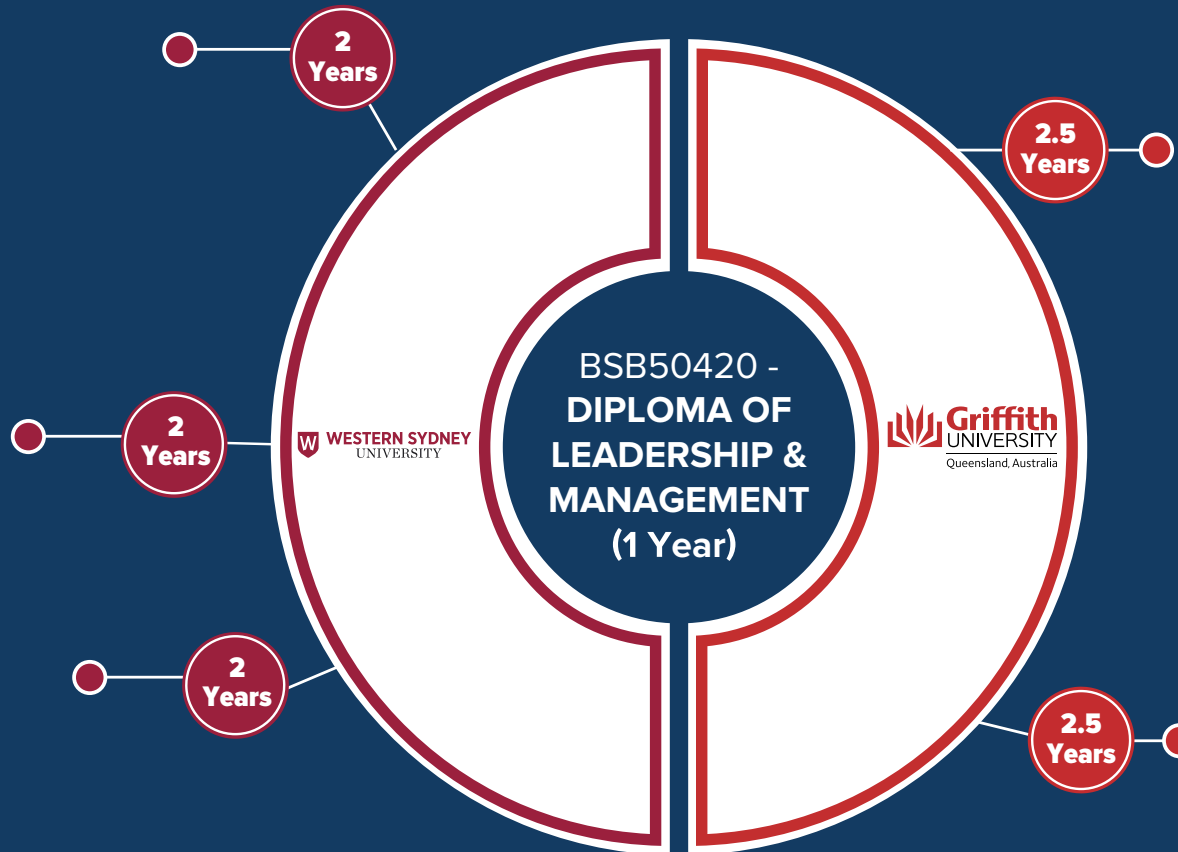 2
Years
2.5
Years
BSB50420 -
DIPLOMA OF
LEADERSHIP &
MANAGEMENT
(1 Year)
2
Years
W
WESTERN SYDNEY
UNIVERSITY
Griffith
UNIVERSITY
Queensland, Australia
2
Years
2.5
Years